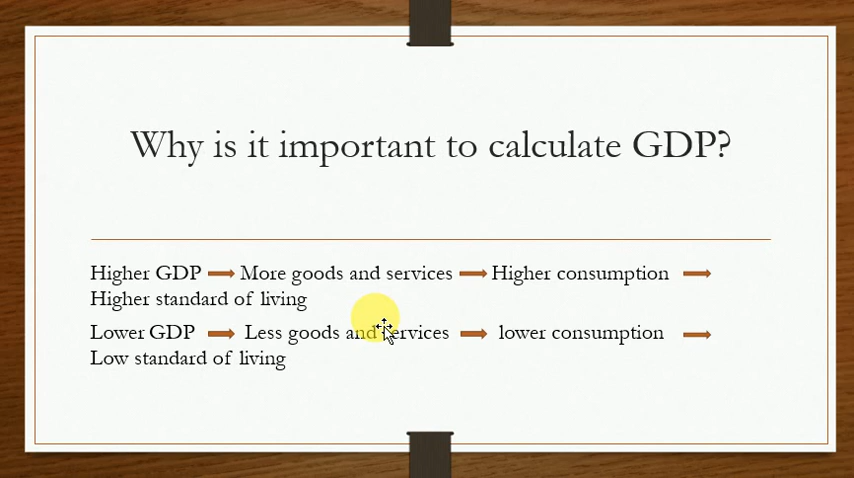 Why is it important to calculate GDP?
Higher GDP More goods and services Higher consumption
Higher standard of living
Lower GDP Less goods and services lower consumption
Low standard of living